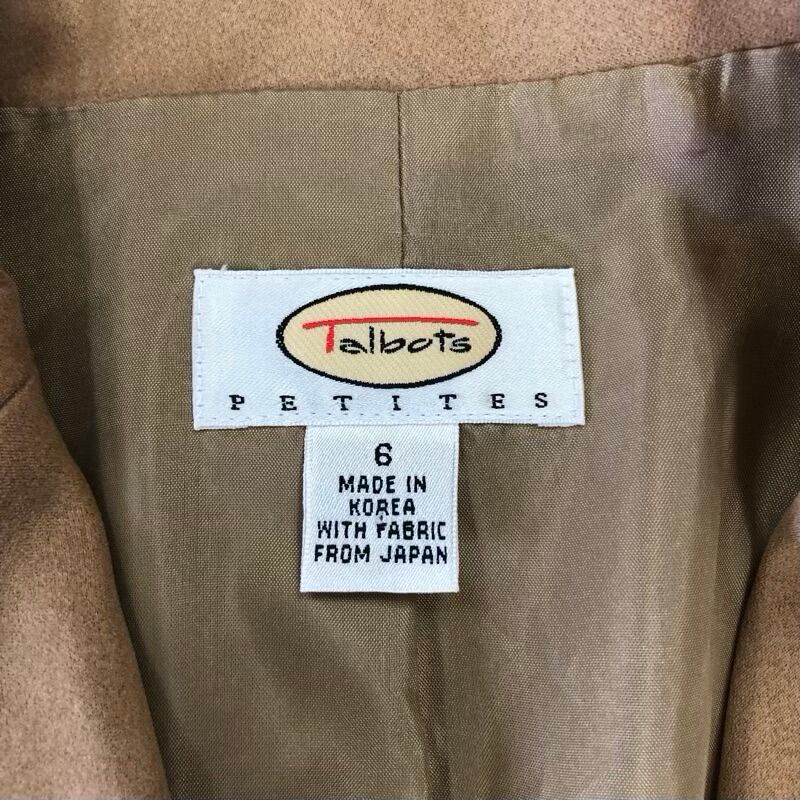 Talbots
PETITES
6
MADE IN
KOREA
WITH FABRIC
FROM JAPAN